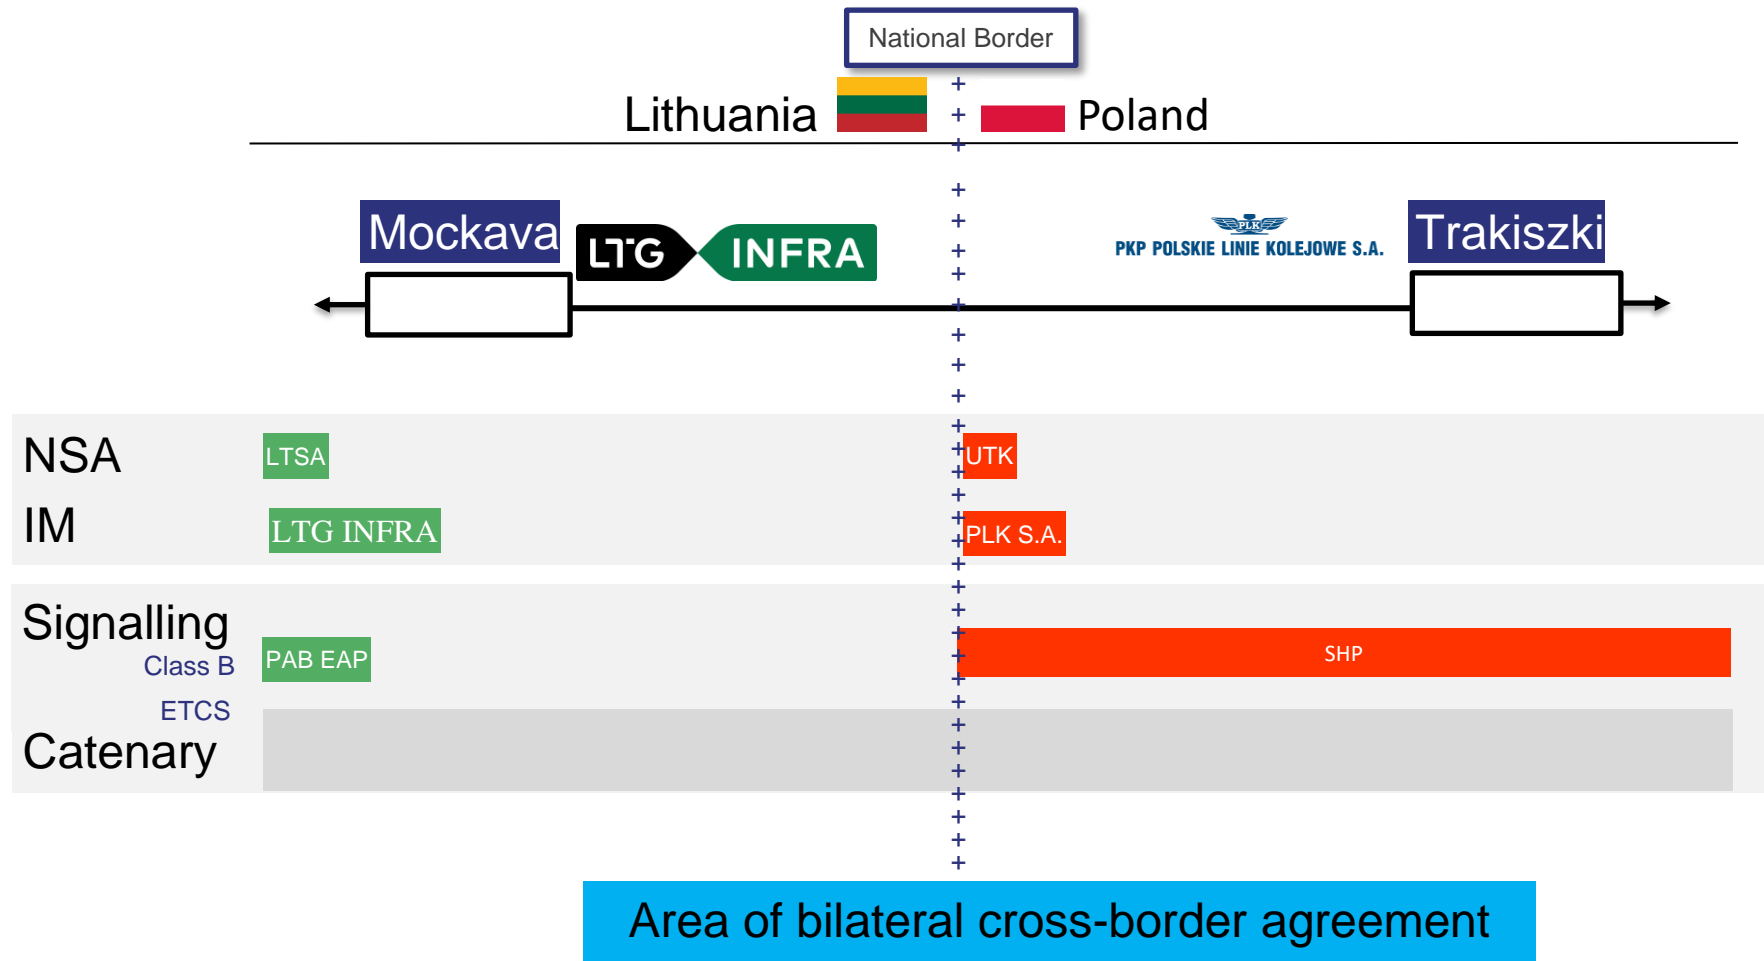 National Border
Lithuania
Poland
Mockava
LTG INFRA
PLK
PKP POLSKIE LINIE KOLEJOWE S.A.
Trakiszki
NSA
LTSA
UTK
IM
LTG INFRA
PLK S.A.
Signalling
Class B
PAB EAP
SHP
ETCS
Catenary
Area of bilateral cross-border agreement